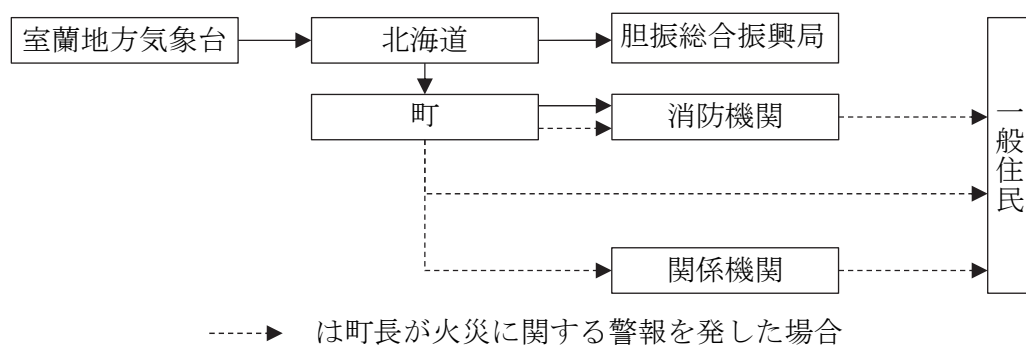 室蘭地方気象台
北海道
胆振総合振興局
町
消防機関
一般住民
関係機関
は町長が火災に関する警報を発した場合